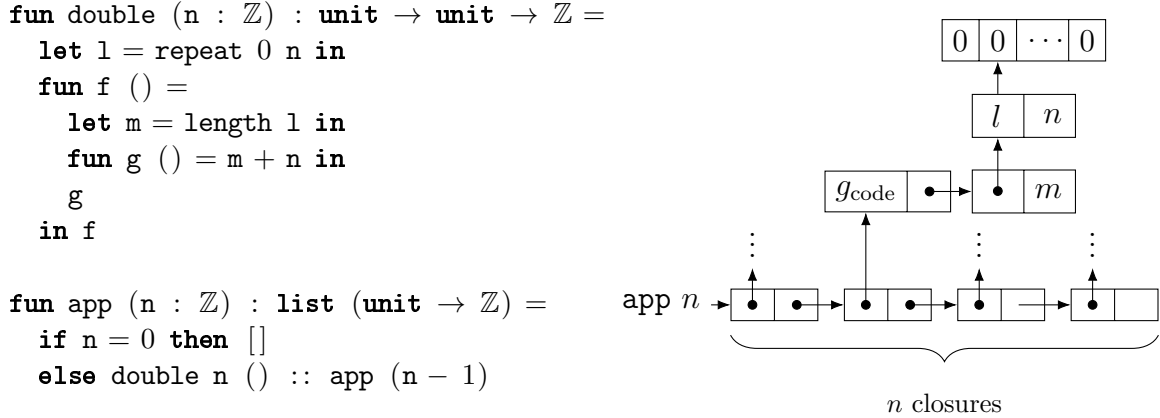 fun double (n : ℤ) : unit → unit → ℤ =
let l = repeat 0 n in
fun f () =
let m = length l in
fun g () = m + n in
g
in f
fun app (n : ℤ) : list (unit → ℤ) =
if n = 0 then []
else double n () :: app (n − 1)
0 0 ⋯ 0
l n
g_code m
⋮ ⋮ ⋮
app n
n closures